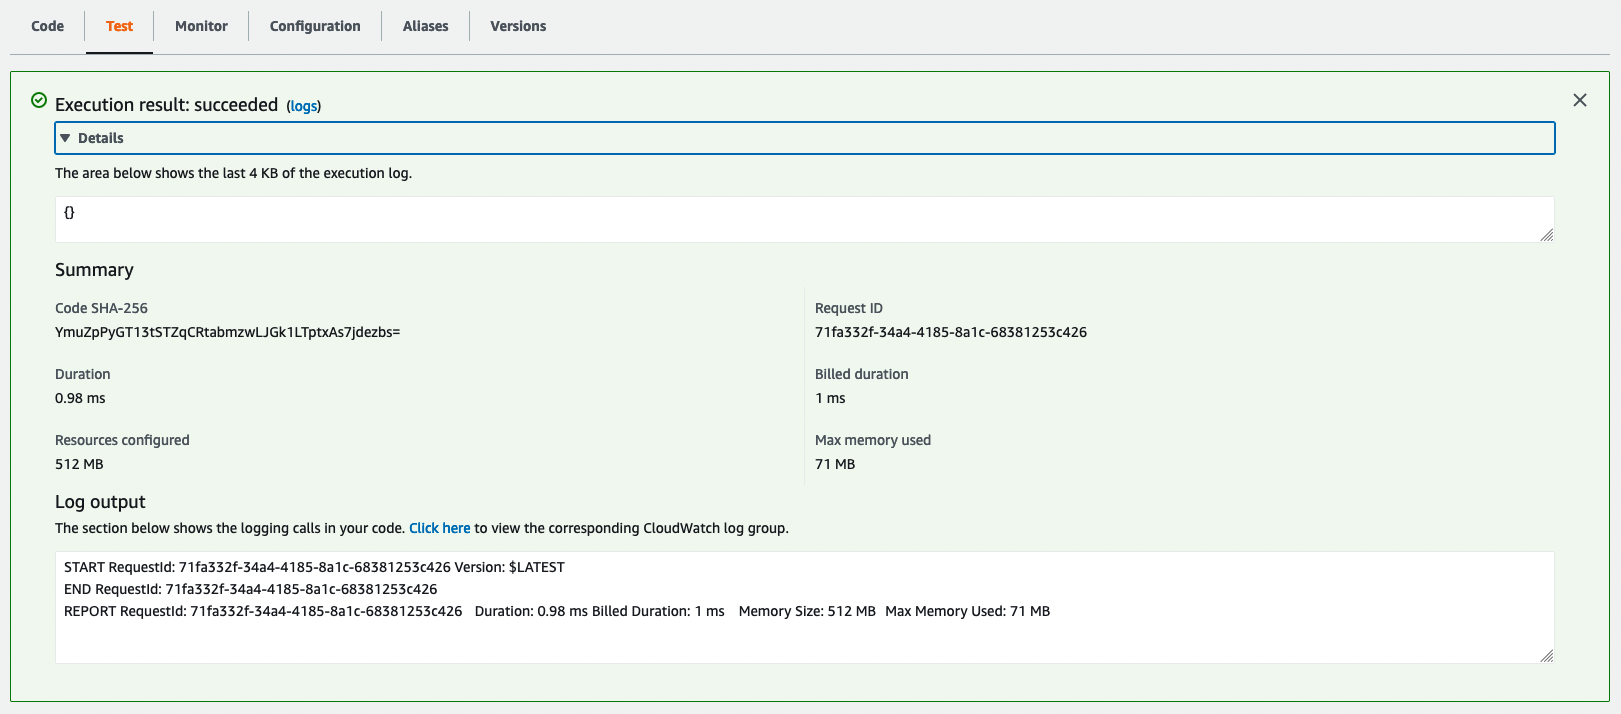 Code Test Monitor Configuration Aliases Versions
Execution result: succeeded (logs)
Details
The area below shows the last 4 KB of the execution log.
{}
Summary
Code SHA-256
YmuZpPyGT13tSTZqCRtabmzwLJGk1LTptxAs7jdezbs=
Request ID
71fa332f-34a4-4185-8a1c-68381253c426
Duration
0.98 ms
Billed duration
1 ms
Resources configured
512 MB
Max memory used
71 MB
Log output
The section below shows the logging calls in your code. Click here to view the corresponding CloudWatch log group.
START RequestId: 71fa332f-34a4-4185-8a1c-68381253c426 Version: $LATEST
END RequestId: 71fa332f-34a4-4185-8a1c-68381253c426
REPORT RequestId: 71fa332f-34a4-4185-8a1c-68381253c426 Duration: 0.98 ms Billed Duration: 1 ms Memory Size: 512 MB Max Memory Used: 71 MB